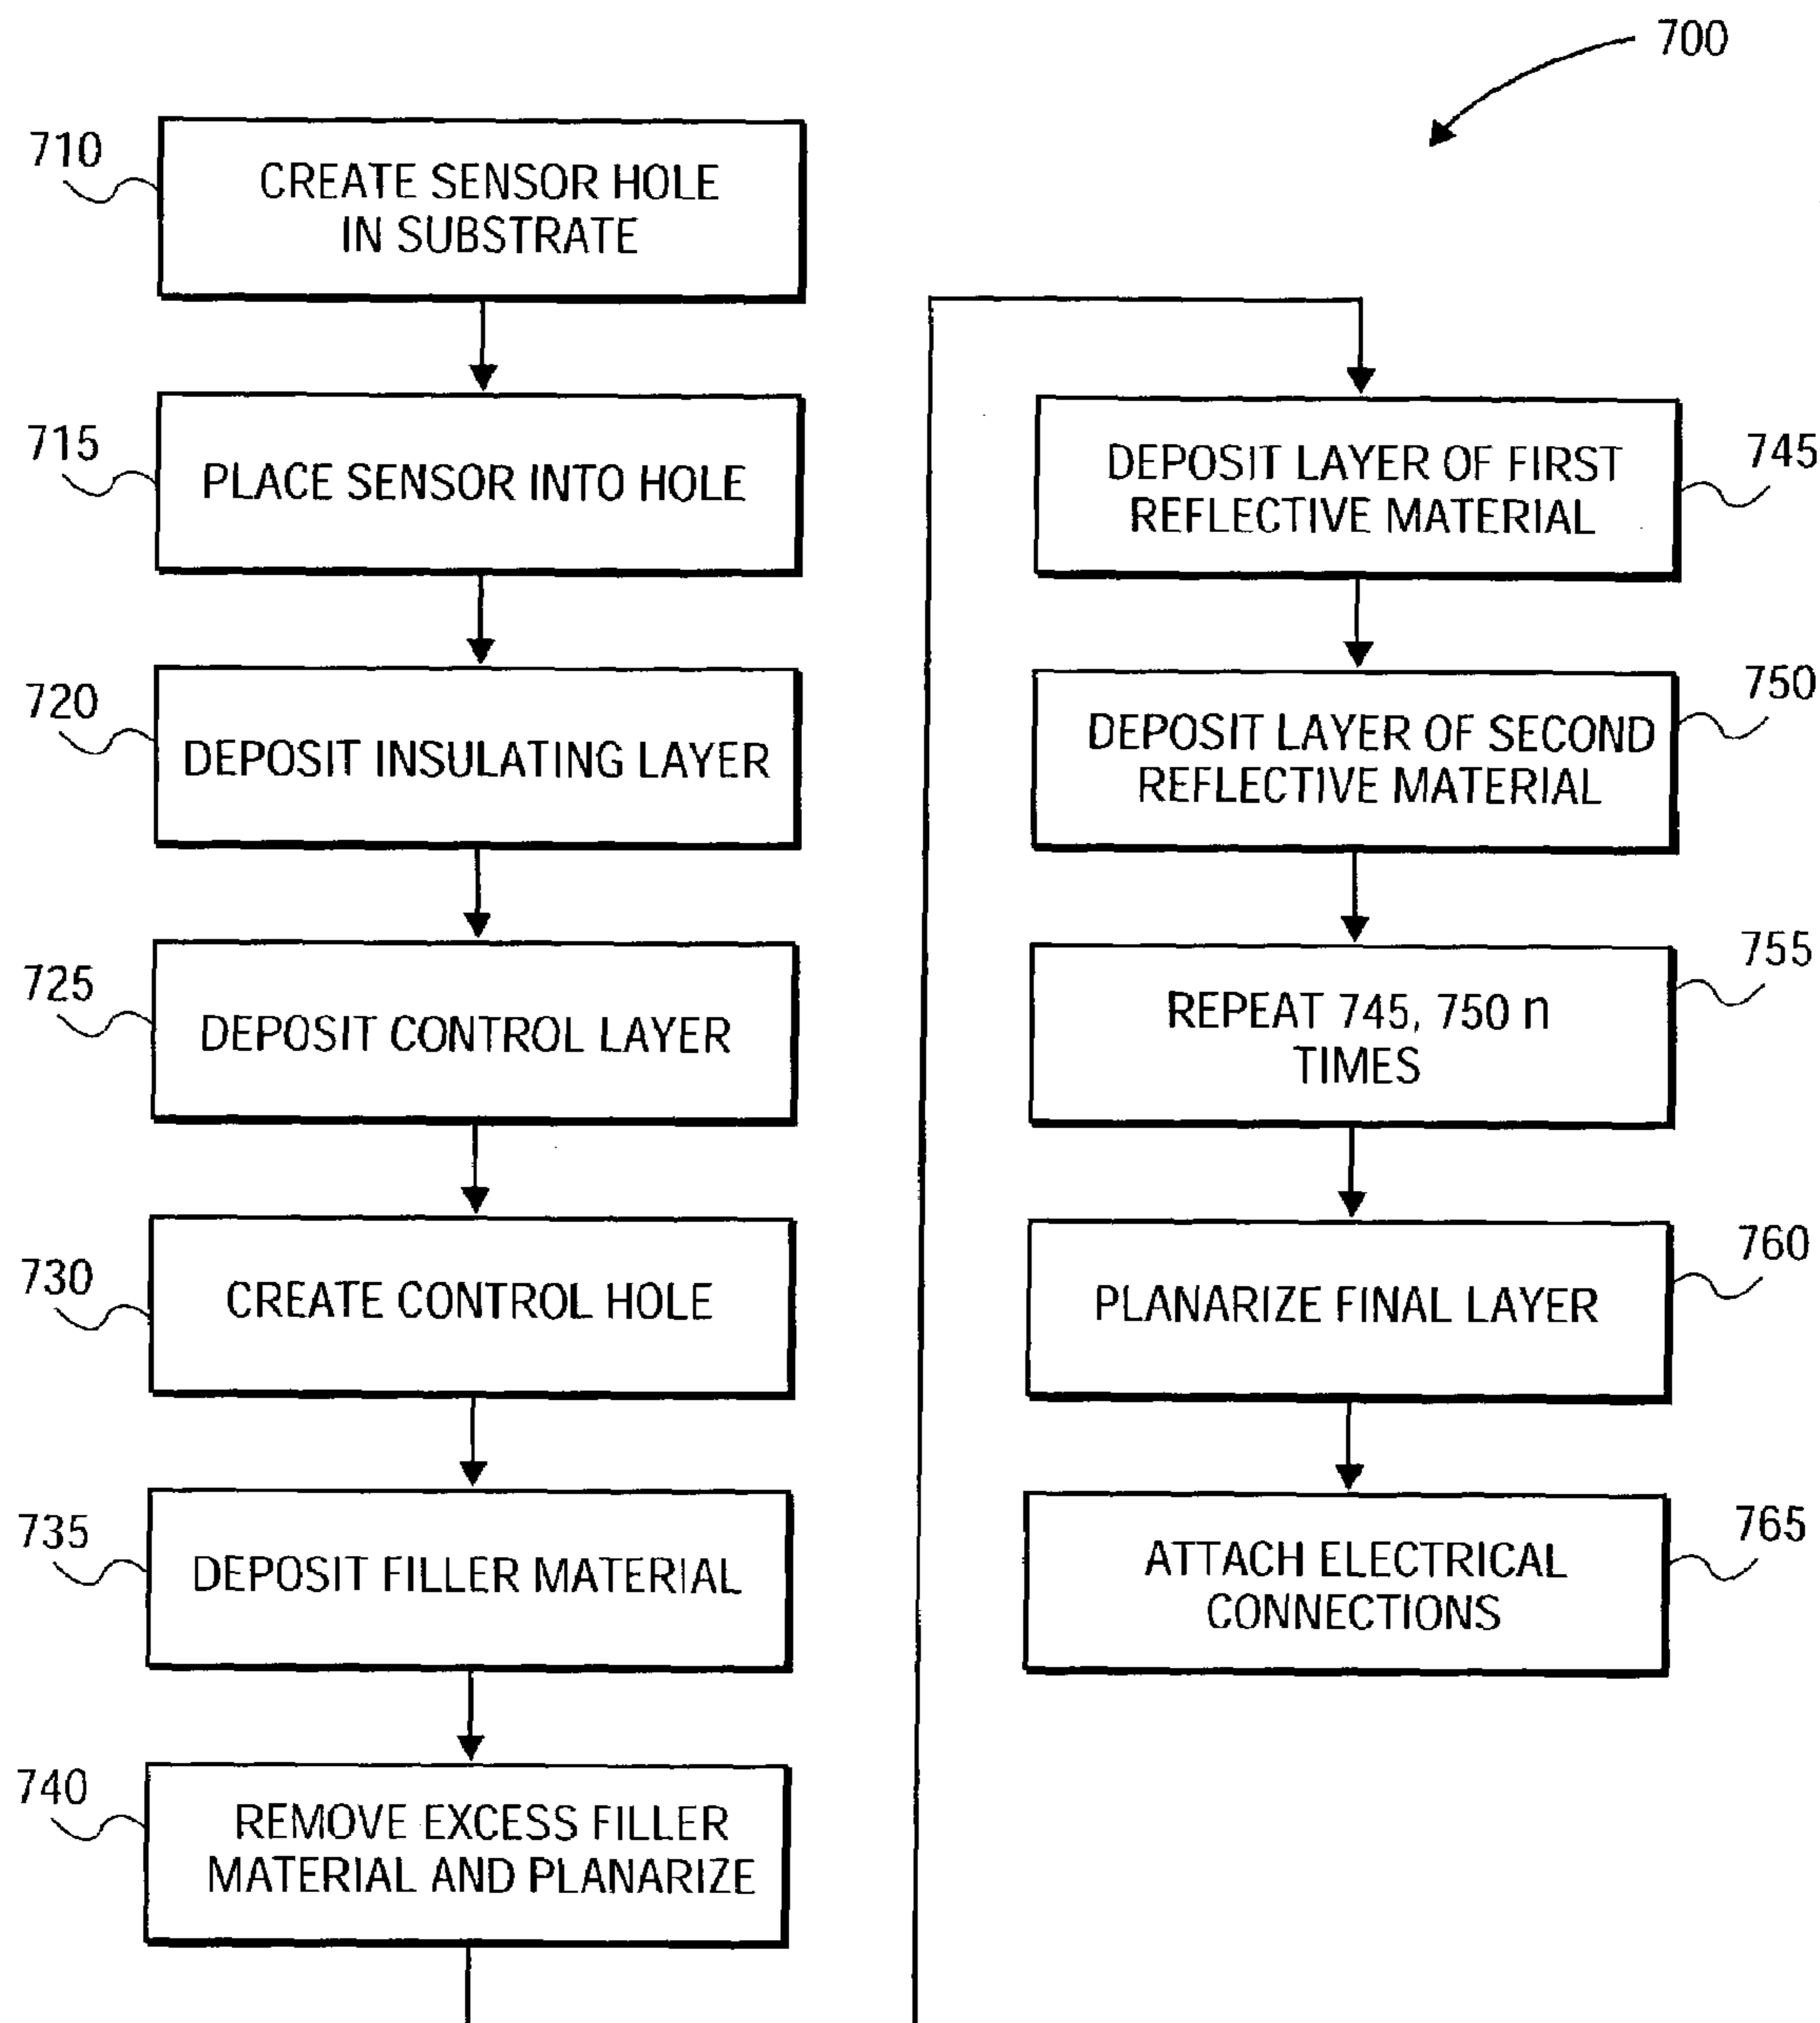 700
710
CREATE SENSOR HOLE
IN SUBSTRATE
715
PLACE SENSOR INTO HOLE
720
DEPOSIT INSULATING LAYER
725
DEPOSIT CONTROL LAYER
730
CREATE CONTROL HOLE
735
DEPOSIT FILLER MATERIAL
740
REMOVE EXCESS FILLER
MATERIAL AND PLANARIZE
745
DEPOSIT LAYER OF FIRST
REFLECTIVE MATERIAL
750
DEPOSIT LAYER OF SECOND
REFLECTIVE MATERIAL
755
REPEAT 745, 750 n
TIMES
760
PLANARIZE FINAL LAYER
765
ATTACH ELECTRICAL
CONNECTIONS